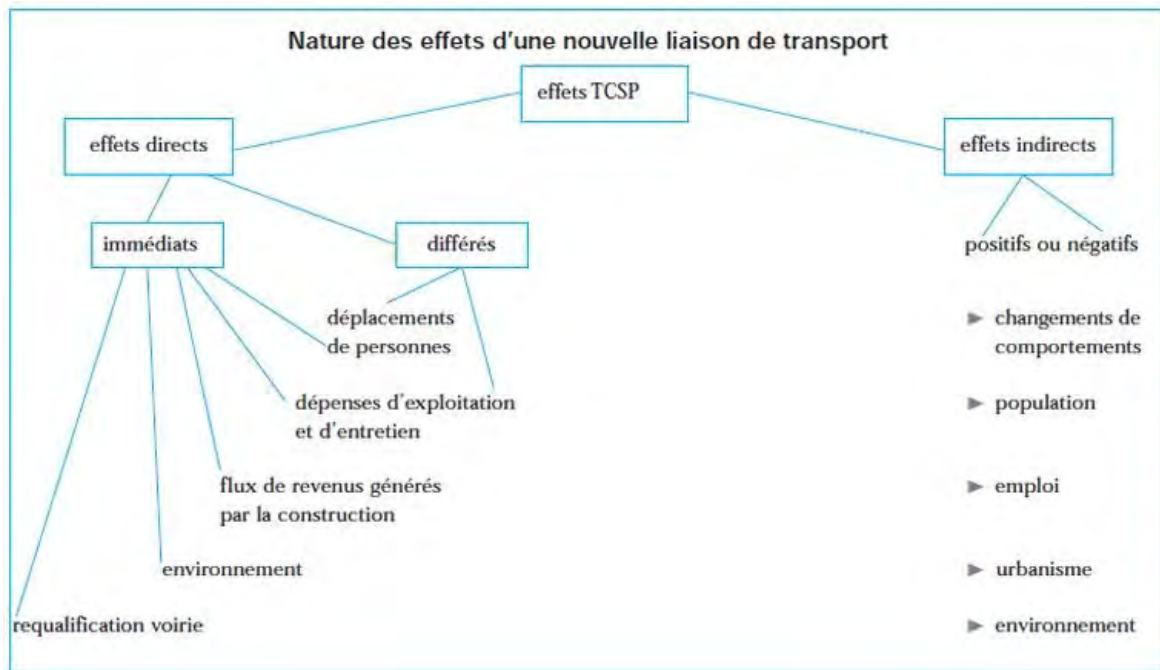 Nature des effets d'une nouvelle liaison de transport
effets TCSP
effets directs
effets indirects
immédiats
différés
positifs ou négatifs
déplacements
de personnes
► changements de
comportements
dépenses d'exploitation
et d'entretien
► population
flux de revenus générés
par la construction
► emploi
environnement
► urbanisme
requalification voirie
► environnement